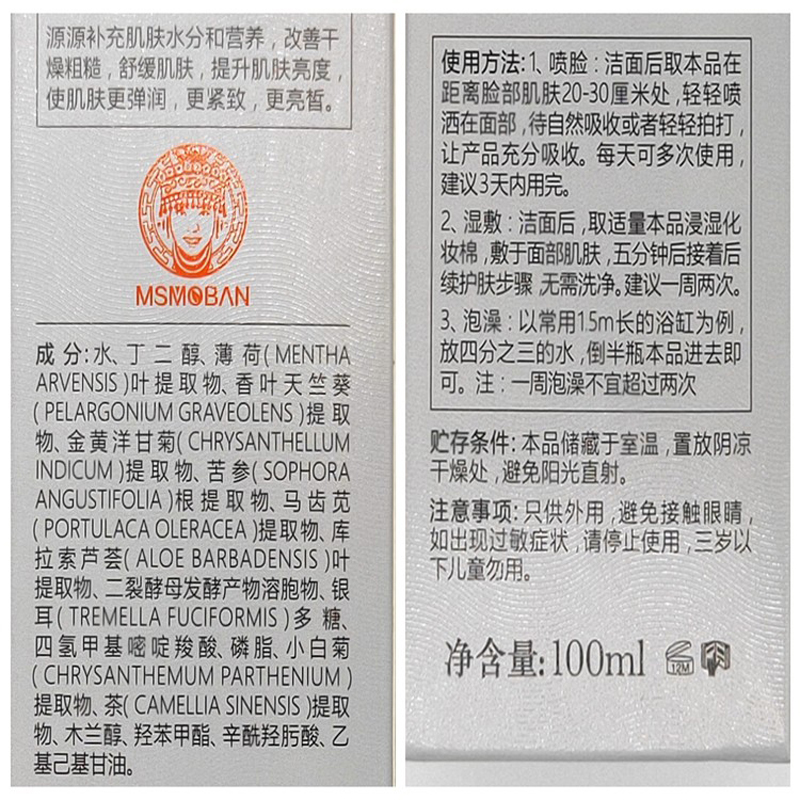 源源补充肌肤水分和营养，改善干
燥粗糙，舒缓肌肤，提升肌肤亮度，
使肌肤更弹润，更紧致，更亮皙。
MSMOBAN
成分:水、丁二醇、薄荷(MENTHA
ARVENSIS)叶提取物、香叶天竺葵
(PELARGONIUM GRAVEOLENS)提取
物、金黄洋甘菊(CHRYSANTHELLUM
INDICUM)提取物、苦参(SOPHORA
ANGUSTIFOLIA)根提取物、马齿苋
(PORTULACA OLERACEA)提取物、库
拉索芦荟(ALOE BARBADENSIS)叶
提取物、二裂酵母发酵产物溶胞物、银
耳(TREMELLA FUCIFORMIS)多糖、
四氢甲基嘧啶羧酸、磷脂、小白菊
(CHRYSANTHEMUM PARTHENIUM)
提取物、茶(CAMELLIA SINENSIS)提取
物、木兰醇、羟苯甲酯、辛酰羟肟酸、乙
基己基甘油。
使用方法:1、喷脸：洁面后取本品在
距离脸部肌肤20-30厘米处,轻轻喷
洒在面部,待自然吸收或者轻轻拍打,
让产品充分吸收。每天可多次使用,
建议3天内用完。
2、湿敷：洁面后,取适量本品浸湿化
妆棉,敷于面部肌肤,五分钟后接着后
续护肤步骤,无需洗净。建议一周两次。
3、泡澡：以常用1.5m长的浴缸为例,
放四分之三的水,倒半瓶本品进去即
可。注：一周泡澡不宜超过两次
贮存条件:本品储藏于室温,置放阴凉
干燥处,避免阳光直射。
注意事项:只供外用,避免接触眼睛,
如出现过敏症状,请停止使用,三岁以
下儿童勿用。
净含量:100ml
12M